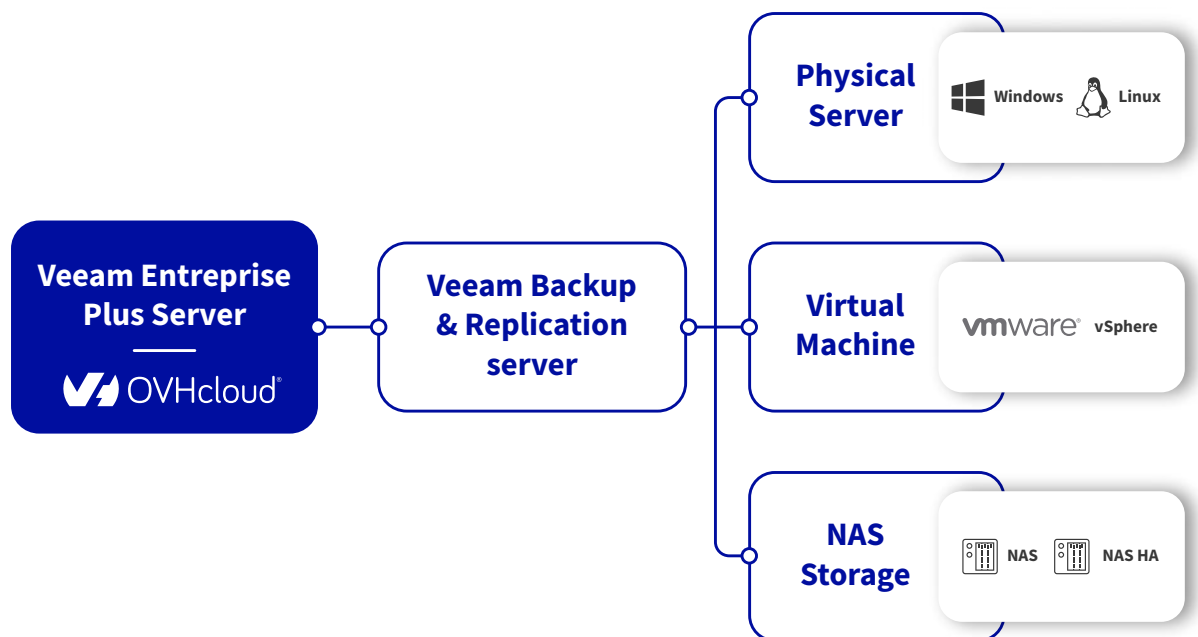 Veeam Entreprise
Plus Server
OVHcloud®
Veeam Backup
& Replication
server
Physical
Server
Windows
Linux
Virtual
Machine
vmware® vSphere
NAS
Storage
NAS
NAS HA